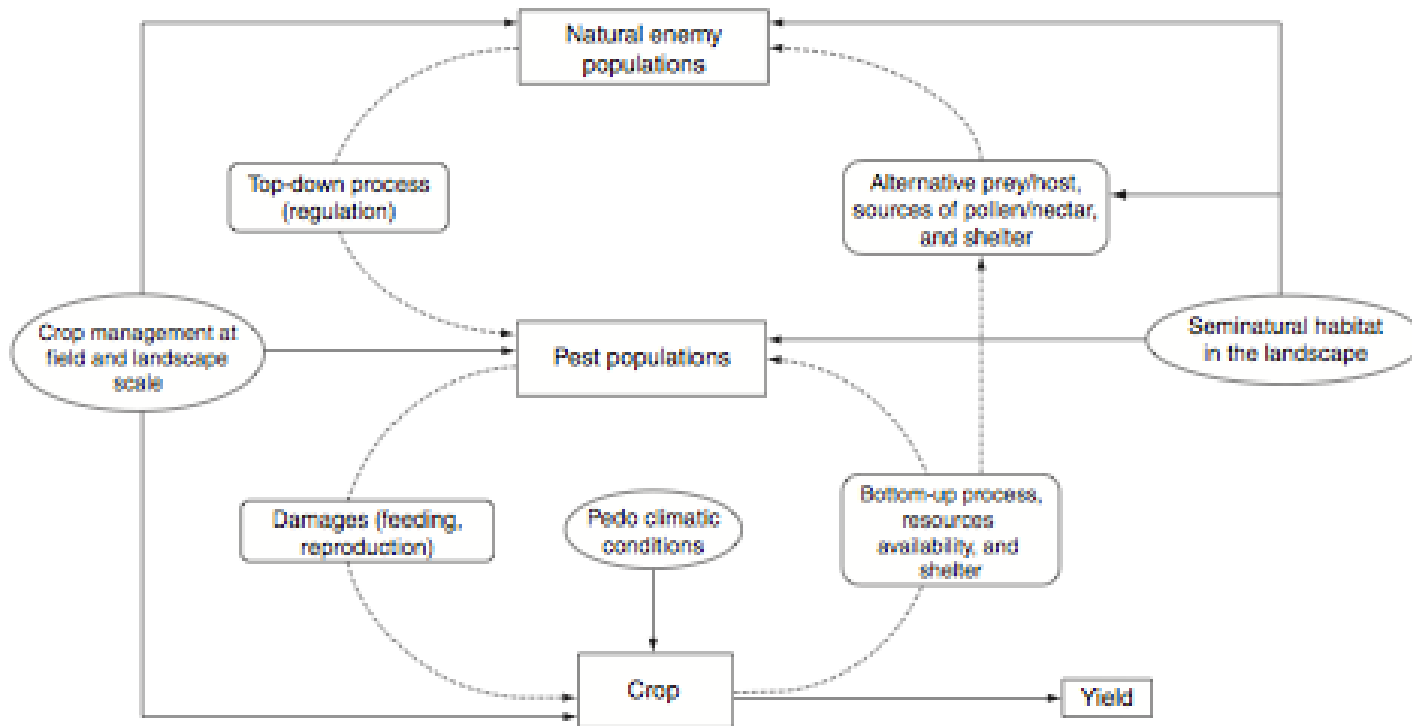 Natural enemy
populations
Top-down process
(regulation)
Alternative prey/host,
sources of pollen/nectar,
and shelter
Crop management at
field and landscape
scale
Pest populations
Seminatural habitat
in the landscape
Damages (feeding,
reproduction)
Pedo climatic
conditions
Bottom-up process,
resources
availability, and
shelter
Crop
Yield